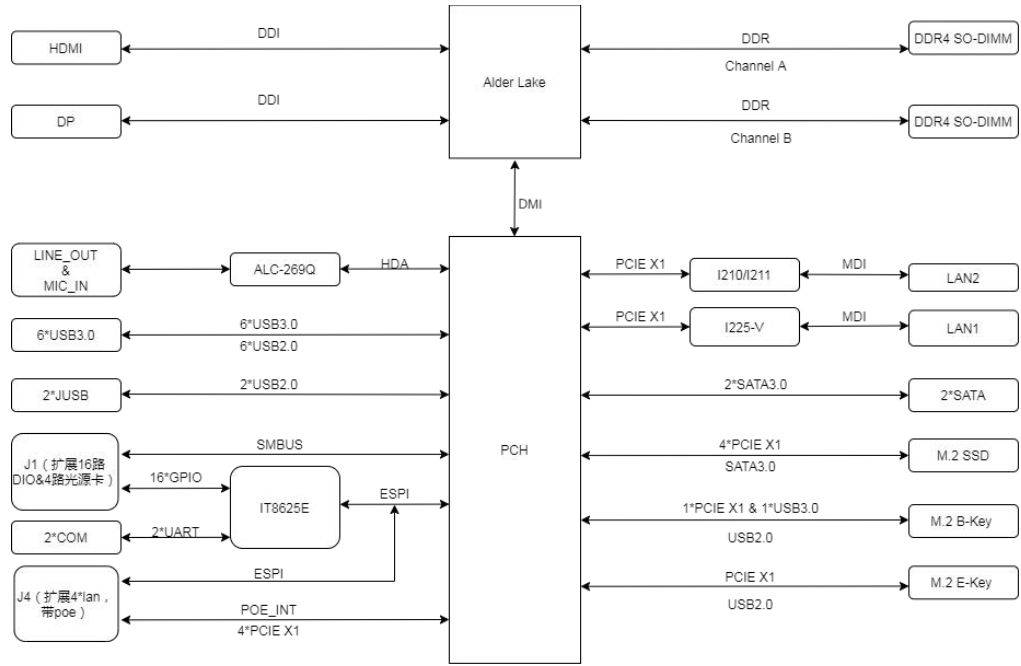 HDMI
DDI
Alder Lake
DDR
Channel A
DDR4 SO-DIMM
DP
DDI
DDR
Channel B
DDR4 SO-DIMM
DMI
LINE_OUT
&
MIC_IN
ALC-269Q
HDA
PCH
PCIE X1
I210/I211
MDI
LAN2
6*USB3.0
6*USB3.0
6*USB2.0
PCIE X1
I225-V
MDI
LAN1
2*JUSB
2*USB2.0
2*SATA3.0
2*SATA
J1（扩展16路
DIO&4路光源卡）
SMBUS
16*GPIO
IT8625E
ESPI
4*PCIE X1
SATA3.0
M.2 SSD
2*COM
2*UART
1*PCIE X1 & 1*USB3.0
USB2.0
M.2 B-Key
J4（扩展4*lan，
带poe）
ESPI
POE_INT
4*PCIE X1
PCIE X1
USB2.0
M.2 E-Key